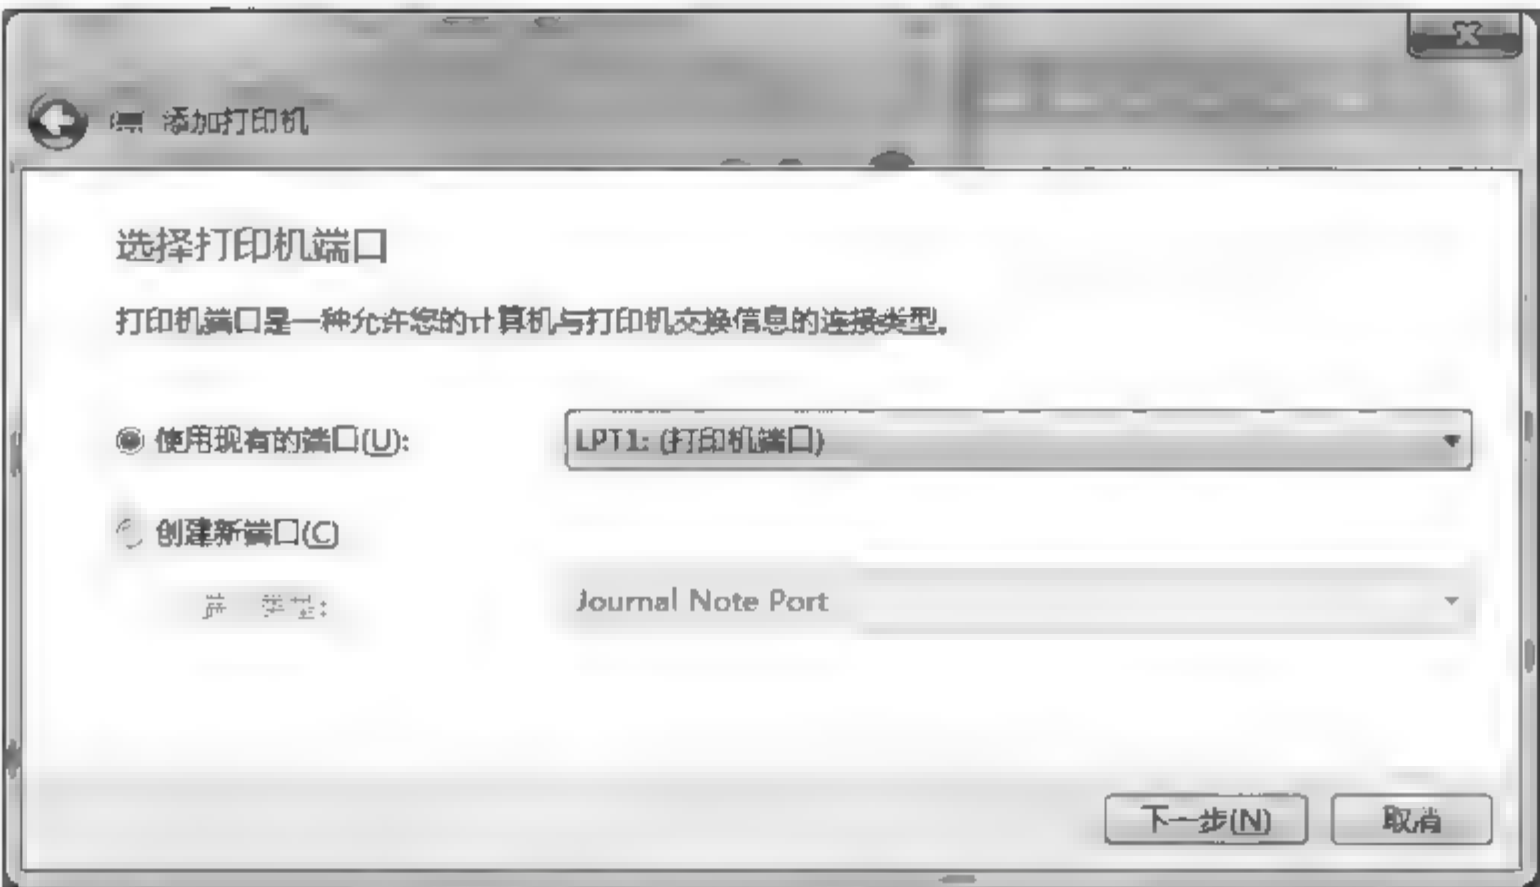 添加打印机
选择打印机端口
打印机端口是一种允许您的计算机与打印机交换信息的连接类型。
使用现有的端口(U): LPT1: (打印机端口)
创建新端口(C)
类型: Journal Note Port
下一步(N) 取消